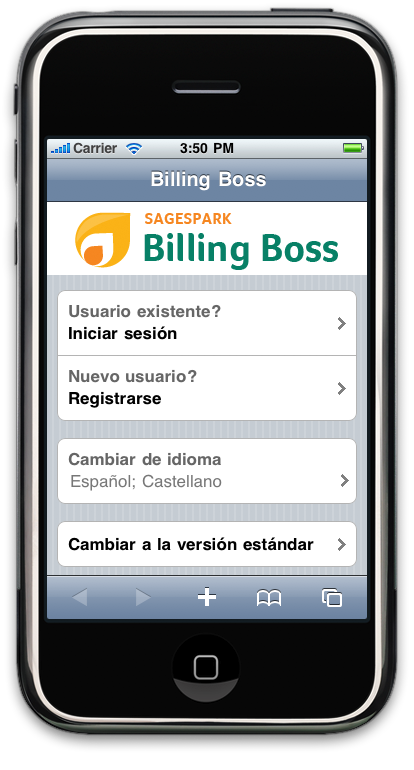 Carrier 3:50 PM
Billing Boss
SAGESPARK
Billing Boss
Usuario existente?
Iniciar sesión
Nuevo usuario?
Registrarse
Cambiar de idioma
Español; Castellano
Cambiar a la versión estándar